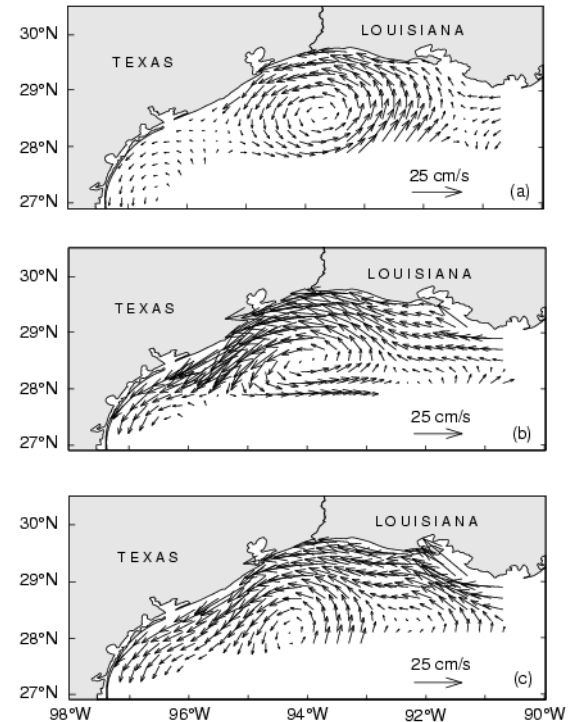 30°N
LOUISIANA
TEXAS
29°N
28°N
25 cm/s
(a)
27°N
30°N
LOUISIANA
TEXAS
29°N
28°N
25 cm/s
(b)
27°N
30°N
LOUISIANA
TEXAS
29°N
28°N
25 cm/s
(c)
27°N
98°W 96°W 94°W 92°W 90°W